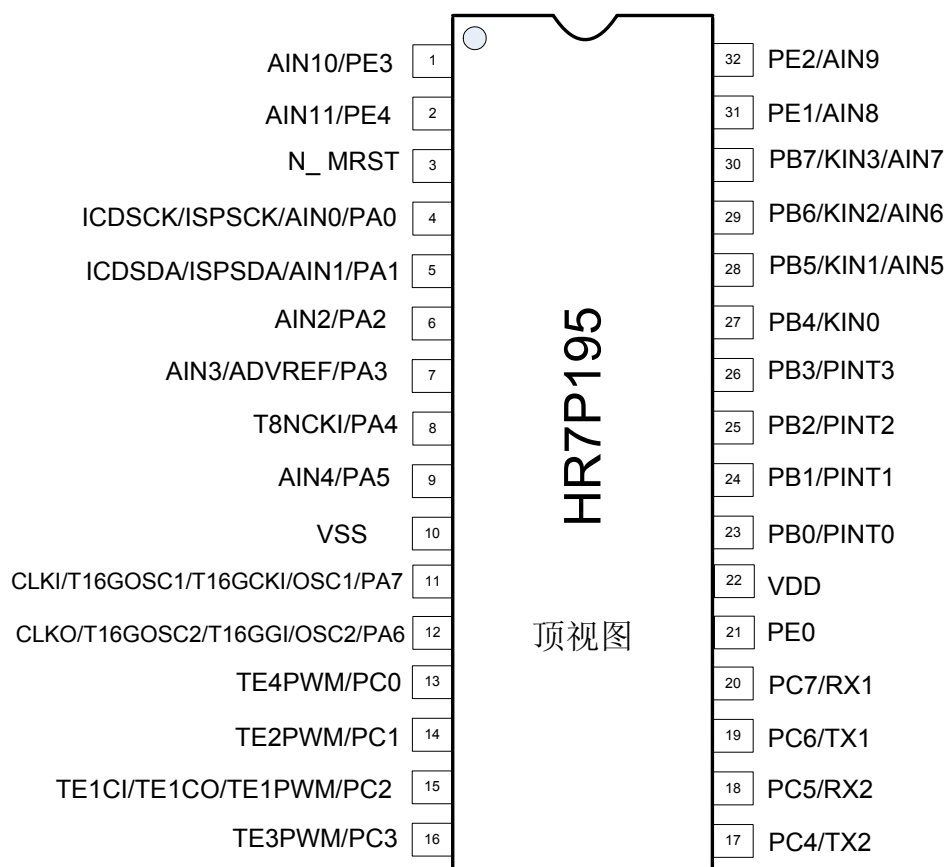 AIN10/PE3 1
AIN11/PE4 2
N_ MRST 3
ICDSCK/ISPSCK/AIN0/PA0 4
ICDSDA/ISPSDA/AIN1/PA1 5
AIN2/PA2 6
AIN3/ADVREF/PA3 7
T8NCKI/PA4 8
AIN4/PA5 9
VSS 10
CLKI/T16GOSC1/T16GCKI/OSC1/PA7 11
CLKO/T16GOSC2/T16GGI/OSC2/PA6 12
TE4PWM/PC0 13
TE2PWM/PC1 14
TE1CI/TE1CO/TE1PWM/PC2 15
TE3PWM/PC3 16
HR7P195
顶视图
32 PE2/AIN9
31 PE1/AIN8
30 PB7/KIN3/AIN7
29 PB6/KIN2/AIN6
28 PB5/KIN1/AIN5
27 PB4/KIN0
26 PB3/PINT3
25 PB2/PINT2
24 PB1/PINT1
23 PB0/PINT0
22 VDD
21 PE0
20 PC7/RX1
19 PC6/TX1
18 PC5/RX2
17 PC4/TX2